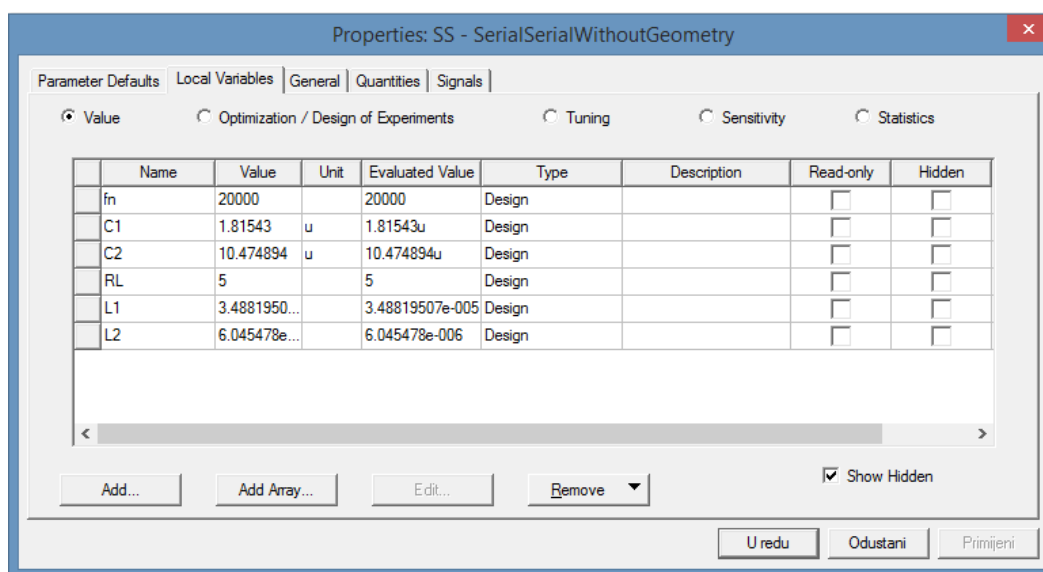 Properties: SS - SerialSerialWithoutGeometry
Parameter Defaults Local Variables General Quantities Signals
Value Optimization / Design of Experiments Tuning Sensitivity Statistics
Name Value Unit Evaluated Value Type Description Read-only Hidden
fn 20000 20000 Design
C1 1.81543 u 1.81543u Design
C2 10.474894 u 10.474894u Design
RL 5 5 Design
L1 3.4881950... 3.48819507e-005 Design
L2 6.045478e... 6.045478e-006 Design
Show Hidden
Add... Add Array... Edit... Remove
U redu Odustani Primijeni